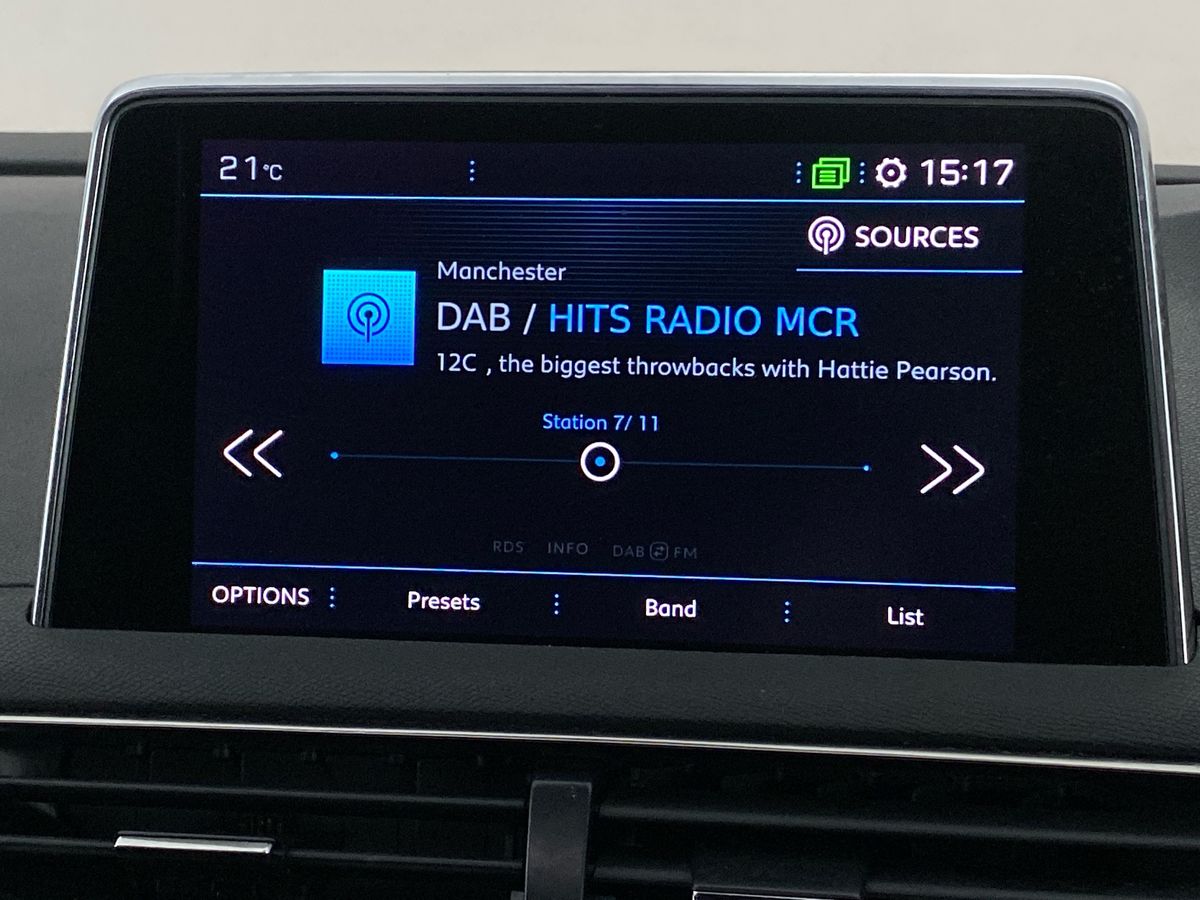 21°C
15:17
SOURCES
Manchester
DAB / HITS RADIO MCR
12C , the biggest throwbacks with Hattie Pearson.
Station 7/ 11
RDS INFO DAB FM
OPTIONS Presets Band List